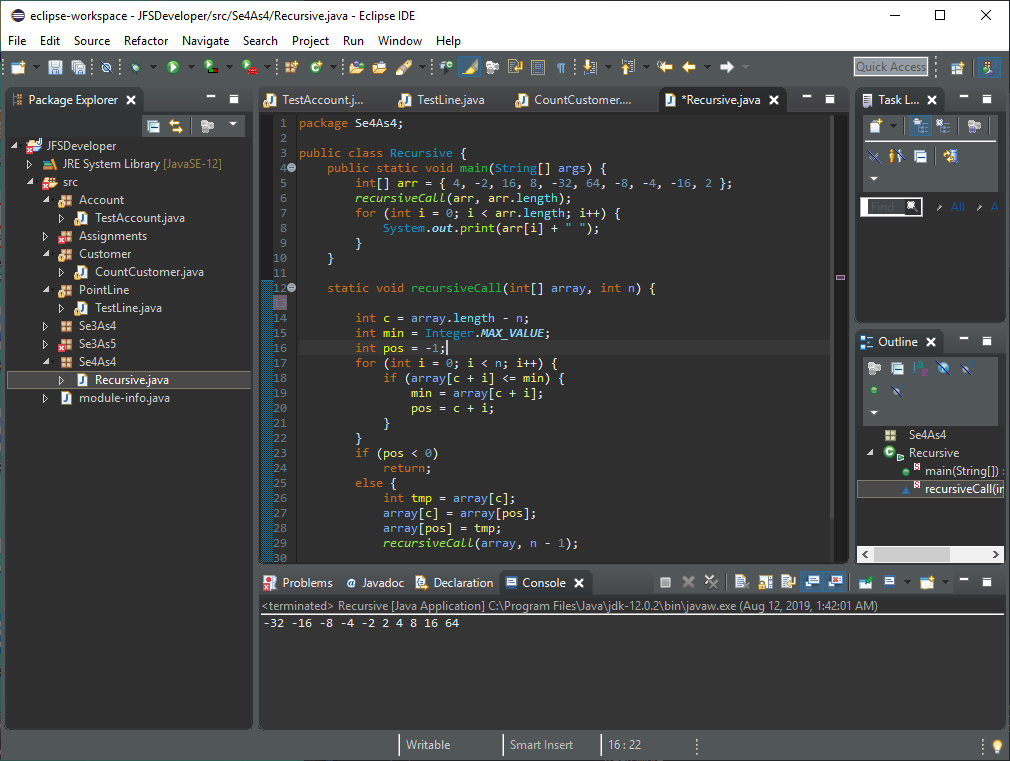 eclipse-workspace - JFSDeveloper/src/Se4As4/Recursive.java - Eclipse IDE
File Edit Source Refactor Navigate Search Project Run Window Help
Quick Access
Package Explorer
JFSDeveloper
JRE System Library [JavaSE-12]
src
Account
TestAccount.java
Assignments
Customer
CountCustomer.java
PointLine
TestLine.java
Se3As4
Se3As5
Se4As4
Recursive.java
module-info.java
TestAccount.j... TestLine.java CountCustomer.... *Recursive.java
1 package Se4As4;
2
3 public class Recursive {
4 public static void main(String[] args) {
5 int[] arr = { 4, -2, 16, 8, -32, 64, -8, -4, -16, 2 };
6 recursiveCall(arr, arr.length);
7 for (int i = 0; i < arr.length; i++) {
8 System.out.print(arr[i] + " ");
9 }
10 }
11
12 static void recursiveCall(int[] array, int n) {
13
14 int c = array.length - n;
15 int min = Integer.MAX_VALUE;
16 int pos = -1;
17 for (int i = 0; i < n; i++) {
18 if (array[c + i] <= min) {
19 min = array[c + i];
20 pos = c + i;
21 }
22 }
23 if (pos < 0)
24 return;
25 else {
26 int tmp = array[c];
27 array[c] = array[pos];
28 array[pos] = tmp;
29 recursiveCall(array, n - 1);
30
Task L...
Find All A
Outline
Se4As4
Recursive
main(String[]) :
recursiveCall(in
Problems Javadoc Declaration Console
<terminated> Recursive [Java Application] C:\Program Files\Java\jdk-12.0.2\bin\javaw.exe (Aug 12, 2019, 1:42:01 AM)
-32 -16 -8 -4 -2 2 4 8 16 64
Writable Smart Insert 16 : 22